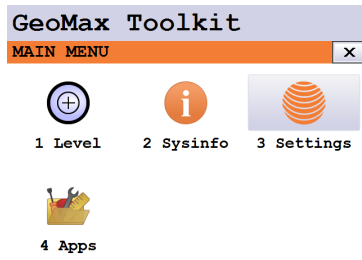 GeoMax Toolkit
MAIN MENU x
1 Level 2 Sysinfo 3 Settings
4 Apps